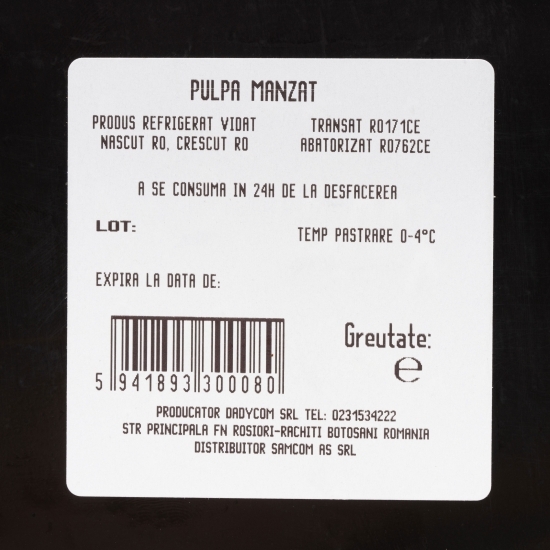 PULPA MANZAT
PRODUS REFRIGERAT VIDAT
NASCUT RO, CRESCUT RO
TRANSAT RO171CE
ABATORIZAT RO762CE
A SE CONSUMA IN 24H DE LA DESFACEREA
LOT:
TEMP PASTRARE 0-4°C
EXPIRA LA DATA DE:
Greutate:
e
5 941893 300080
PRODUCATOR DADYCOM SRL TEL: 0231534222
STR PRINCIPALA FN ROSIORI-RACHITI BOTOSANI ROMANIA
DISTRIBUITOR SAMCOM AS SRL